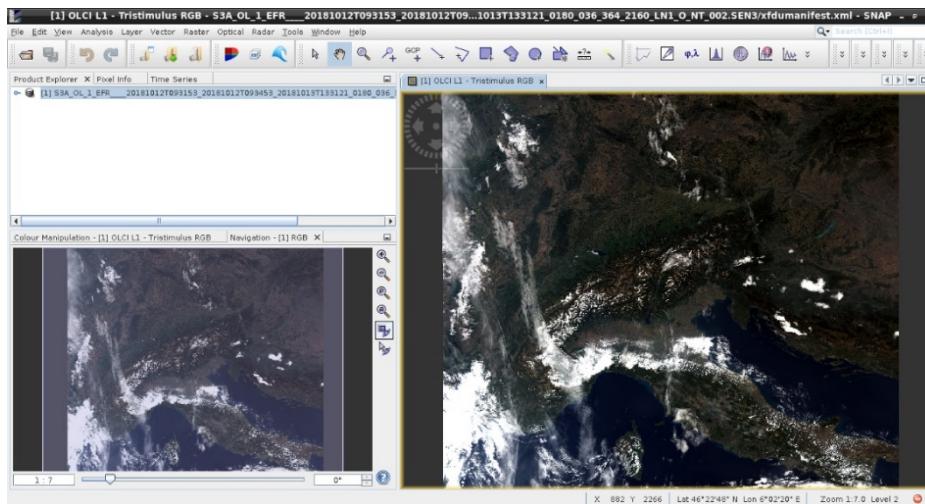 [1] OLCI L1 - Tristimulus RGB - S3A_OL_1_EFR____20181012T093153_20181012T09...1013T133121_0180_036_364_2160_LN1_O_NT_002.SEN3/xfdumanifest.xml - SNAP
File Edit View Analysis Layer Vector Raster Optical Radar Tools Window Help
Search (Ctrl+I)
GCP
φ,λ
Product Explorer X Pixel Info Time Series
[1] OLCI L1 - Tristimulus RGB ×
[1] S3A_OL_1_EFR____20181012T093153_20181012T093453_20181013T133121_0180_036_
Colour Manipulation - [1] OLCI L1 - Tristimulus RGB Navigation - [1] RGB X
1 : 7 0°
X 882 Y 2266 Lat 46°22'48" N Lon 6°02'20" E Zoom 1:7.0 Level 2